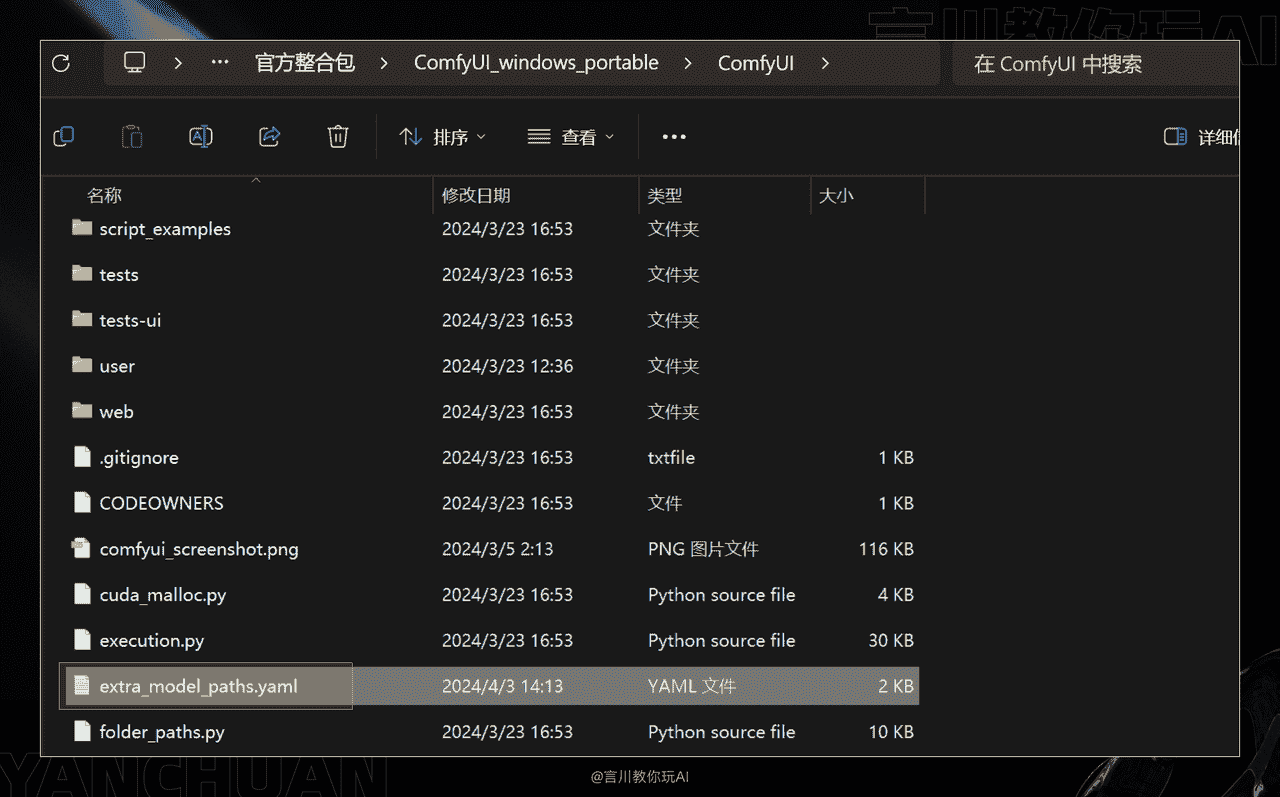 言川教你玩AI
官方整合包 ComfyUI_windows_portable ComfyUI 在 ComfyUI 中搜索
排序 查看 详细信
名称 修改日期 类型 大小
script_examples 2024/3/23 16:53 文件夹
tests 2024/3/23 16:53 文件夹
tests-ui 2024/3/23 16:53 文件夹
user 2024/3/23 12:36 文件夹
web 2024/3/23 16:53 文件夹
.gitignore 2024/3/23 16:53 txtfile 1 KB
CODEOWNERS 2024/3/23 16:53 文件 1 KB
comfyui_screenshot.png 2024/3/5 2:13 PNG 图片文件 116 KB
cuda_malloc.py 2024/3/23 16:53 Python source file 4 KB
execution.py 2024/3/23 16:53 Python source file 30 KB
extra_model_paths.yaml 2024/4/3 14:13 YAML 文件 2 KB
folder_paths.py 2024/3/23 16:53 Python source file 10 KB
YANCHUAN
@言川教你玩AI